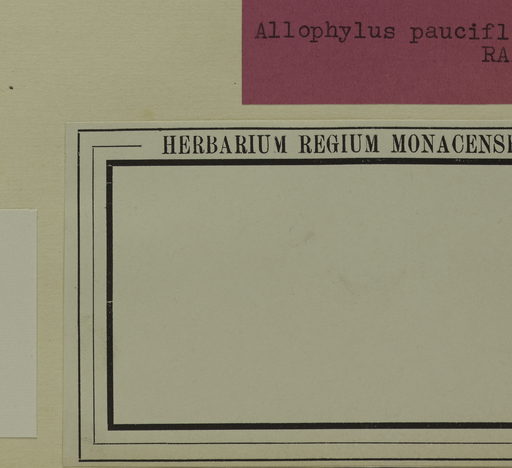 Allophylus paucifl
RA
HERBARIUM REGIUM MONACENSE